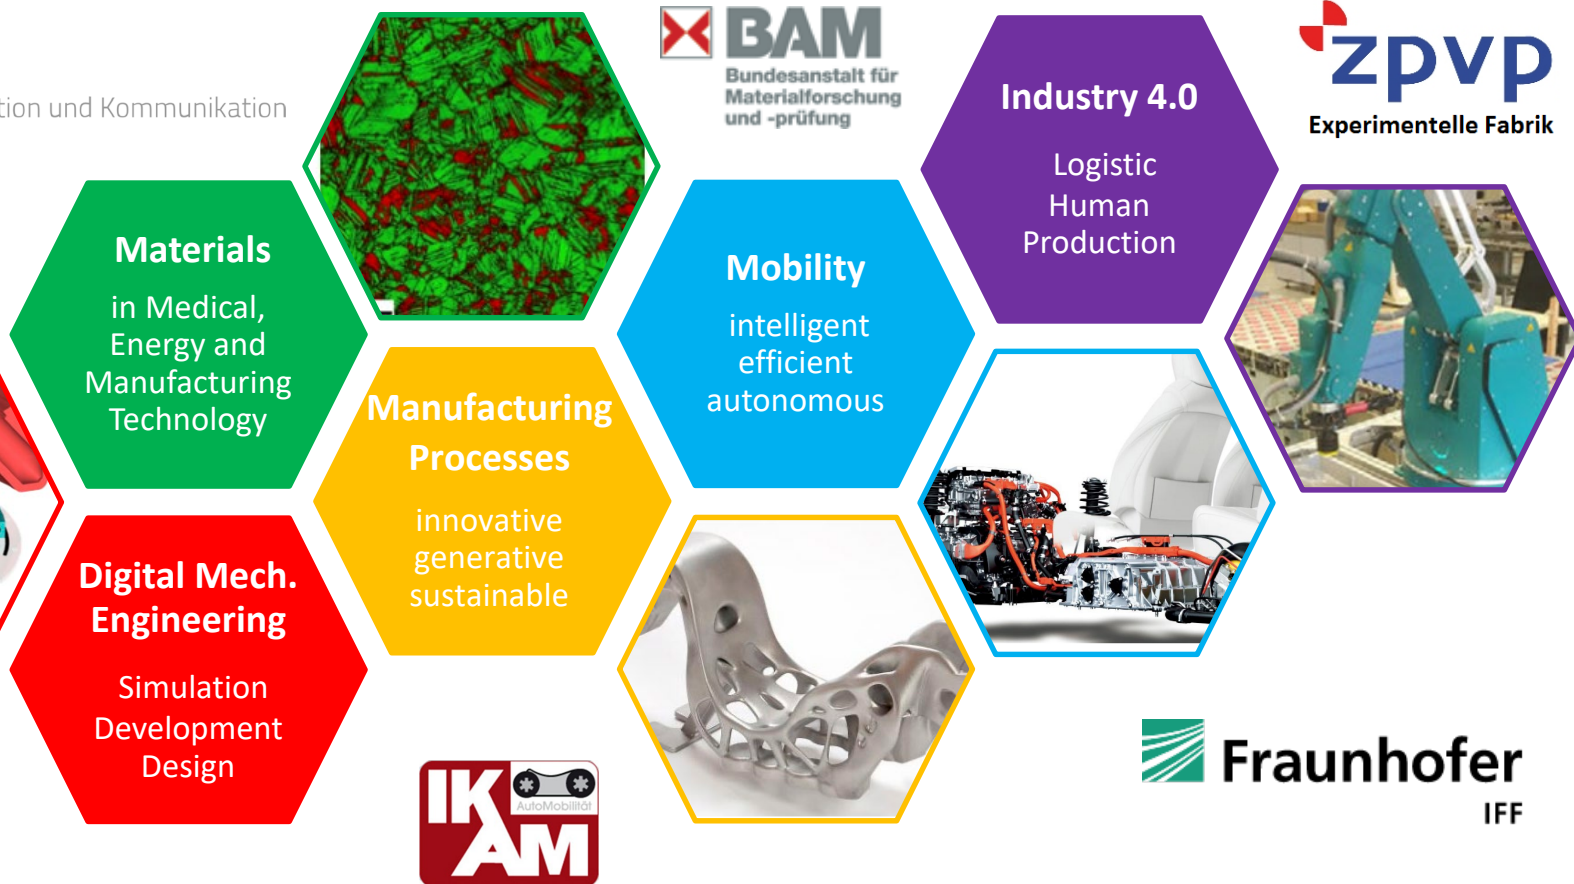 tion und Kommunikation
BAM
Bundesanstalt für
Materialforschung
und -prüfung
Industry 4.0
Logistic
Human
Production
zpvp
Experimentelle Fabrik
Materials
in Medical,
Energy and
Manufacturing
Technology
Manufacturing
Processes
innovative
generative
sustainable
Mobility
intelligent
efficient
autonomous
Digital Mech.
Engineering
Simulation
Development
Design
IK
AutoMobilität
AM
Fraunhofer
IFF